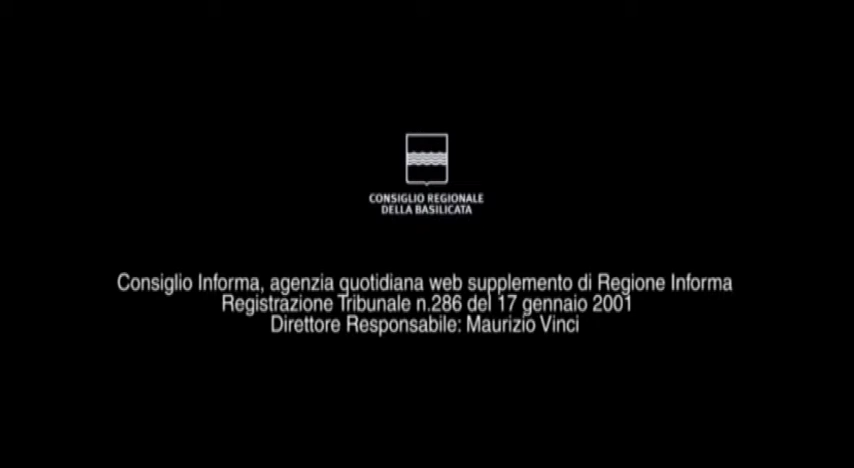 CONSIGLIO REGIONALE
DELLA BASILICATA
Consiglio Informa, agenzia quotidiana web supplemento di Regione Informa
Registrazione Tribunale n.286 del 17 gennaio 2001
Direttore Responsabile: Maurizio Vinci